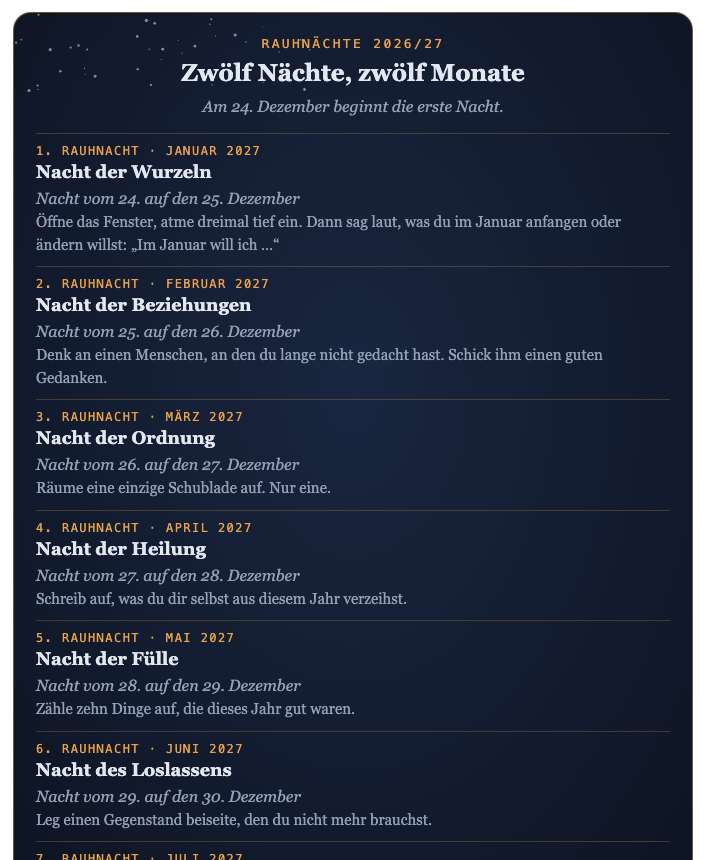 RAUHNÄCHTE 2026/27
Zwölf Nächte, zwölf Monate
Am 24. Dezember beginnt die erste Nacht.
1. RAUHNACHT · JANUAR 2027
Nacht der Wurzeln
Nacht vom 24. auf den 25. Dezember
Öffne das Fenster, atme dreimal tief ein. Dann sag laut, was du im Januar anfangen oder
ändern willst: „Im Januar will ich …“
2. RAUHNACHT · FEBRUAR 2027
Nacht der Beziehungen
Nacht vom 25. auf den 26. Dezember
Denk an einen Menschen, an den du lange nicht gedacht hast. Schick ihm einen guten
Gedanken.
3. RAUHNACHT · MÄRZ 2027
Nacht der Ordnung
Nacht vom 26. auf den 27. Dezember
Räume eine einzige Schublade auf. Nur eine.
4. RAUHNACHT · APRIL 2027
Nacht der Heilung
Nacht vom 27. auf den 28. Dezember
Schreib auf, was du dir selbst aus diesem Jahr verzeihst.
5. RAUHNACHT · MAI 2027
Nacht der Fülle
Nacht vom 28. auf den 29. Dezember
Zähle zehn Dinge auf, die dieses Jahr gut waren.
6. RAUHNACHT · JUNI 2027
Nacht des Loslassens
Nacht vom 29. auf den 30. Dezember
Leg einen Gegenstand beiseite, den du nicht mehr brauchst.
7. RAUHNACHT · JULI 2027